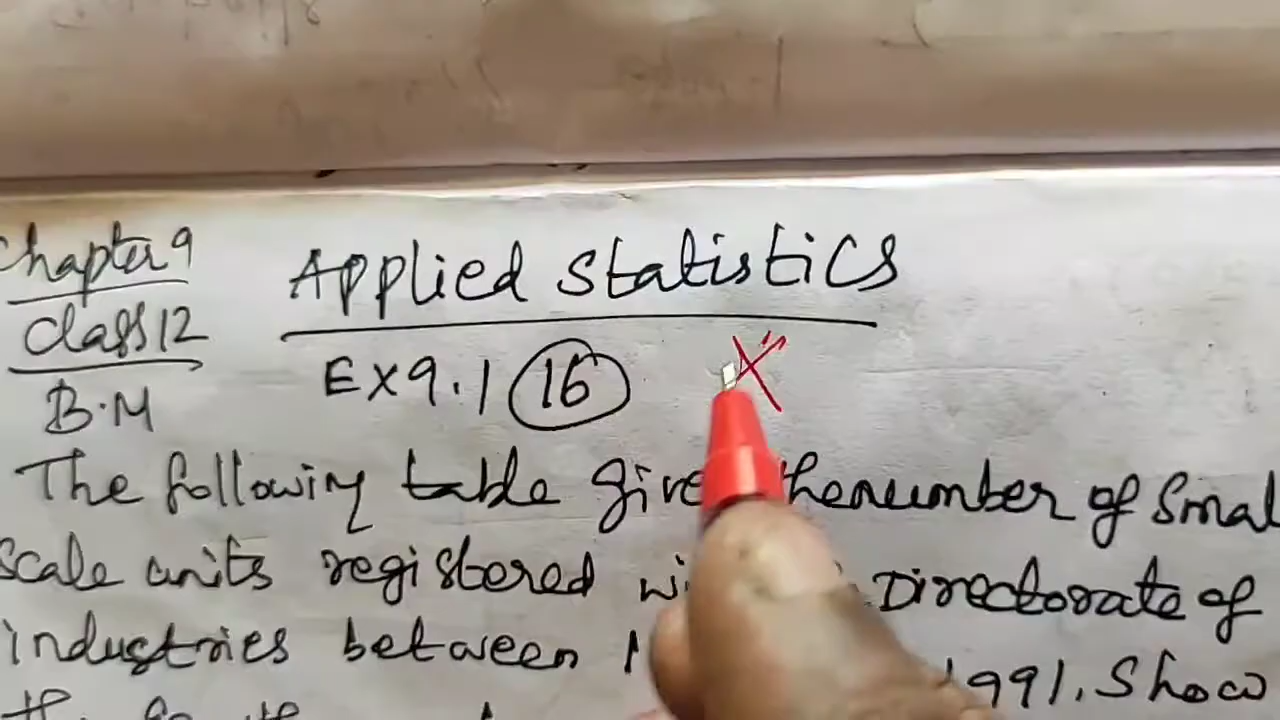 Chapter 9
Class 12
B.M
Applied Statistics
EX 9.1 (16)
X
The following table give the number of Small
Scale units registered Directorate of
industries between 1991. Show